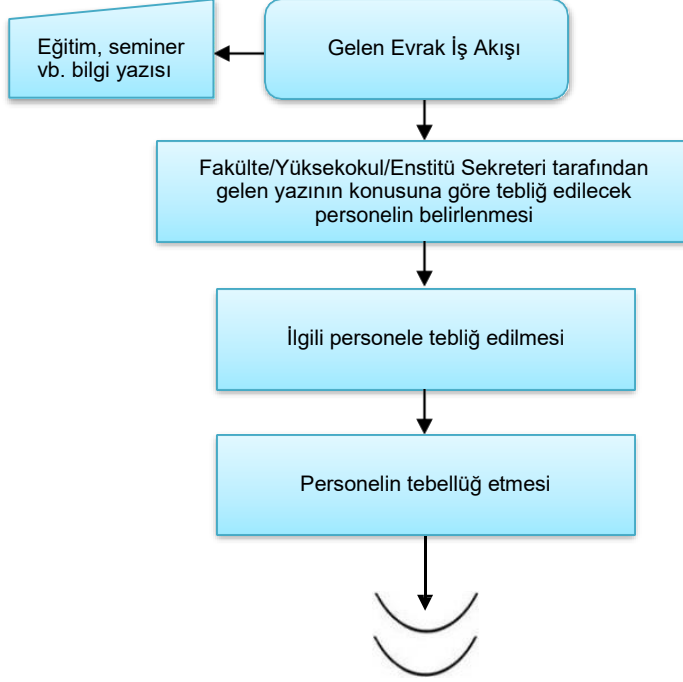 Eğitim, seminer
vb. bilgi yazısı
Gelen Evrak İş Akışı
Fakülte/Yüksekokul/Enstitü Sekreteri tarafından
gelen yazının konusuna göre tebliğ edilecek
personelin belirlenmesi
İlgili personele tebliğ edilmesi
Personelin tebellüğ etmesi